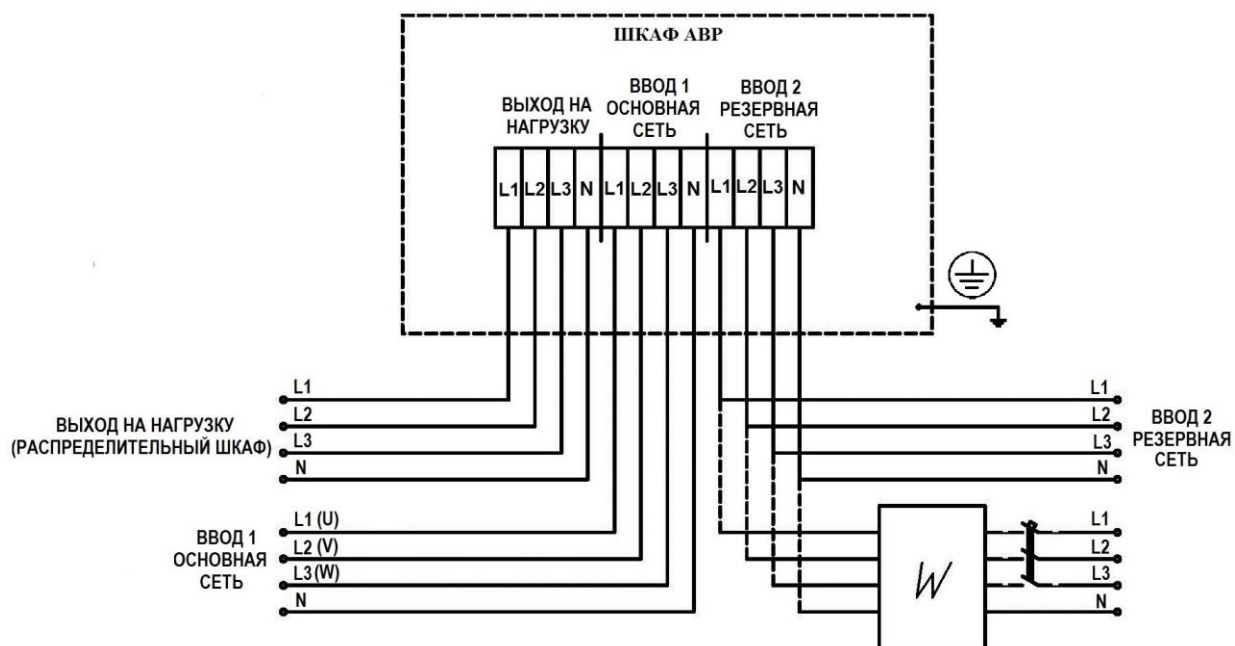 ШКАФ АВР
ВЫХОД НА
НАГРУЗКУ
ВВОД 1
ОСНОВНАЯ
СЕТЬ
ВВОД 2
РЕЗЕРВНАЯ
СЕТЬ
L1 L2 L3 N L1 L2 L3 N L1 L2 L3 N
ВЫХОД НА НАГРУЗКУ
(РАСПРЕДЕЛИТЕЛЬНЫЙ ШКАФ)
L1
L2
L3
N
L1
L2
L3
N
ВВОД 2
РЕЗЕРВНАЯ
СЕТЬ
ВВОД 1
ОСНОВНАЯ
СЕТЬ
L1 (U)
L2 (V)
L3 (W)
N
W
L1
L2
L3
N